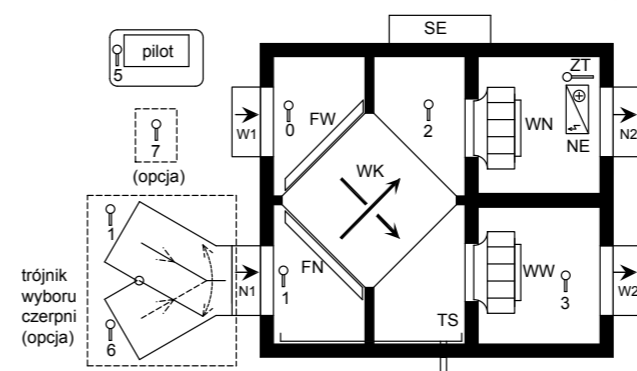 SE
pilot
5
ZT
W1
0
FW
2
WN
NE
N2
7
(opcja)
WK
1
trójnik
wyboru
czerpni
(opcja)
N1
1
FN
WW
3
W2
6
TS